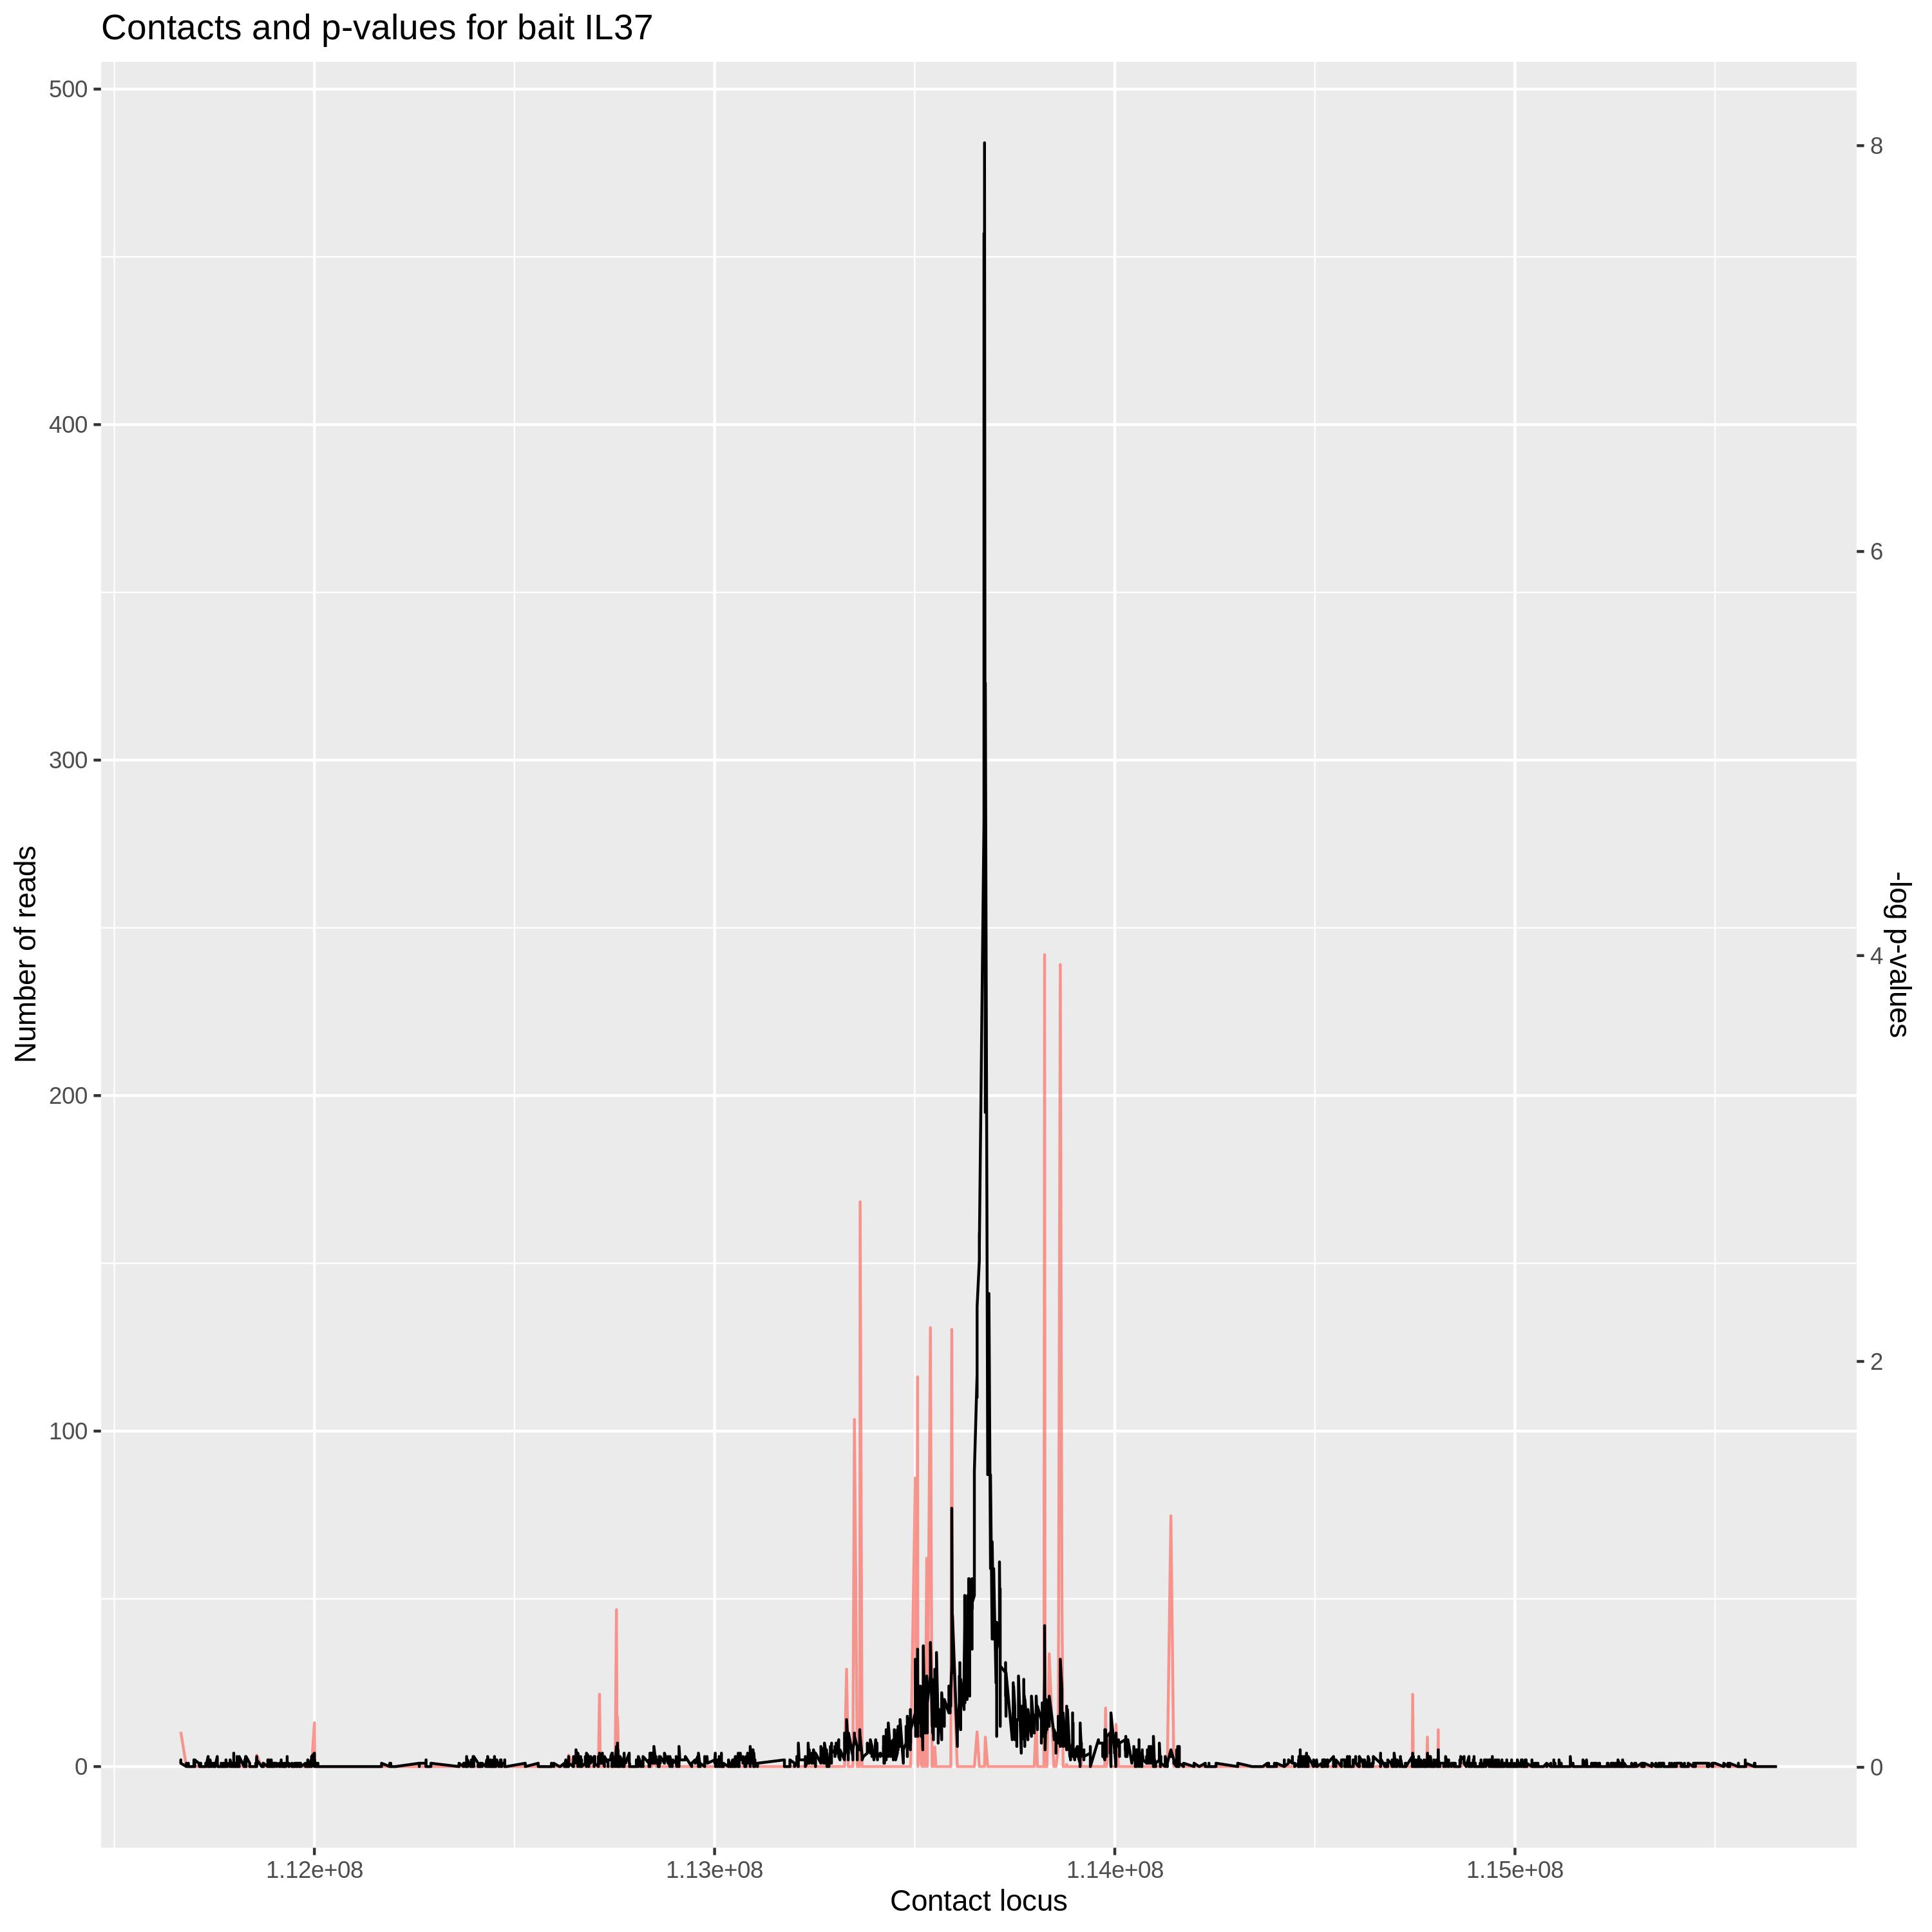 Contacts and p-values for bait IL37
500
400
300
200
100
0
Number of reads
8
6
4
2
0
-log p-values
1.12e+08
1.13e+08
1.14e+08
1.15e+08
Contact locus